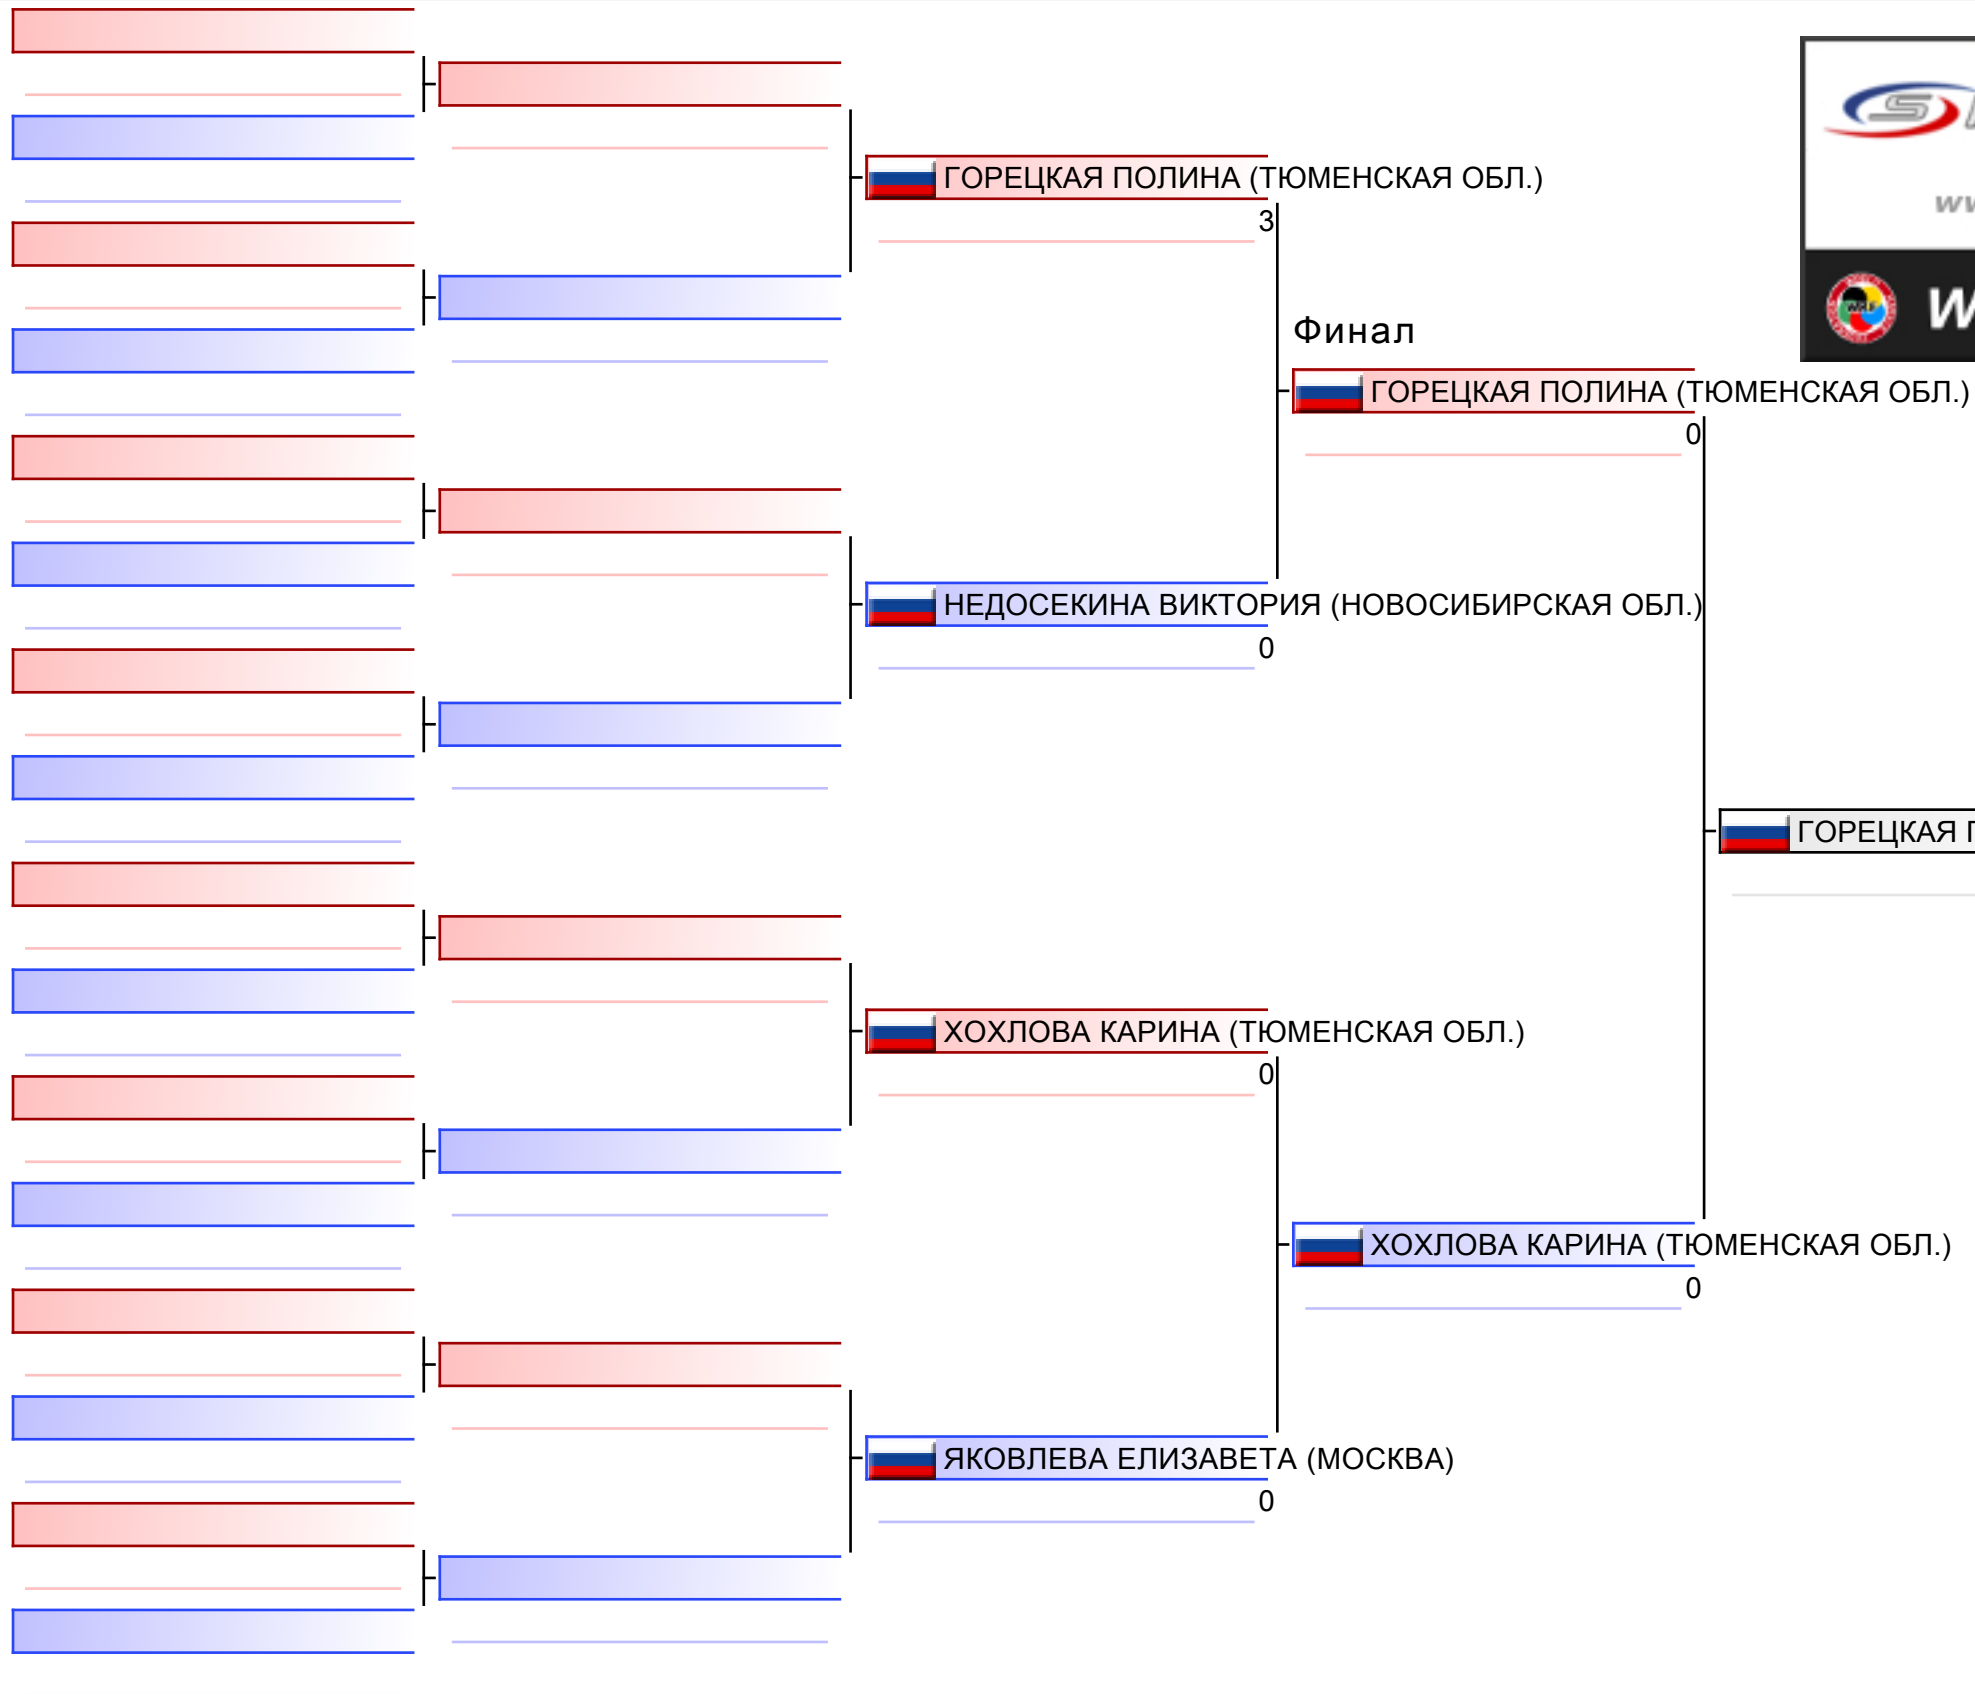 ГОРЕЦКАЯ ПОЛИНА (ТЮМЕНСКАЯ ОБЛ.)
3
Финал
ГОРЕЦКАЯ ПОЛИНА (ТЮМЕНСКАЯ ОБЛ.)
0
НЕДОСЕКИНА ВИКТОРИЯ (НОВОСИБИРСКАЯ ОБЛ.)
0
ГОРЕЦКАЯ
ХОХЛОВА КАРИНА (ТЮМЕНСКАЯ ОБЛ.)
0
ХОХЛОВА КАРИНА (ТЮМЕНСКАЯ ОБЛ.)
0
ЯКОВЛЕВА ЕЛИЗАВЕТА (МОСКВА)
0